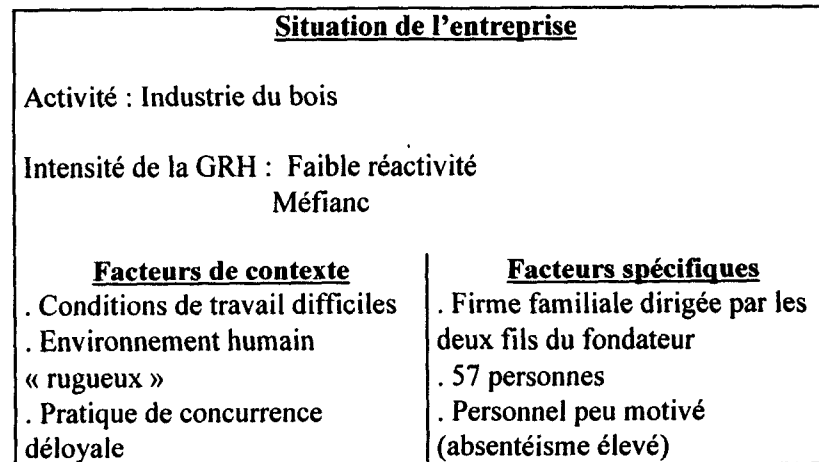 Situation de l'entreprise
Activité : Industrie du bois
Intensité de la GRH : Faible réactivité
Méfianc
Facteurs de contexte
. Conditions de travail difficiles
. Environnement humain
« rugueux »
. Pratique de concurrence
déloyale
Facteurs spécifiques
. Firme familiale dirigée par les
deux fils du fondateur
. 57 personnes
. Personnel peu motivé
(absentéisme élevé)